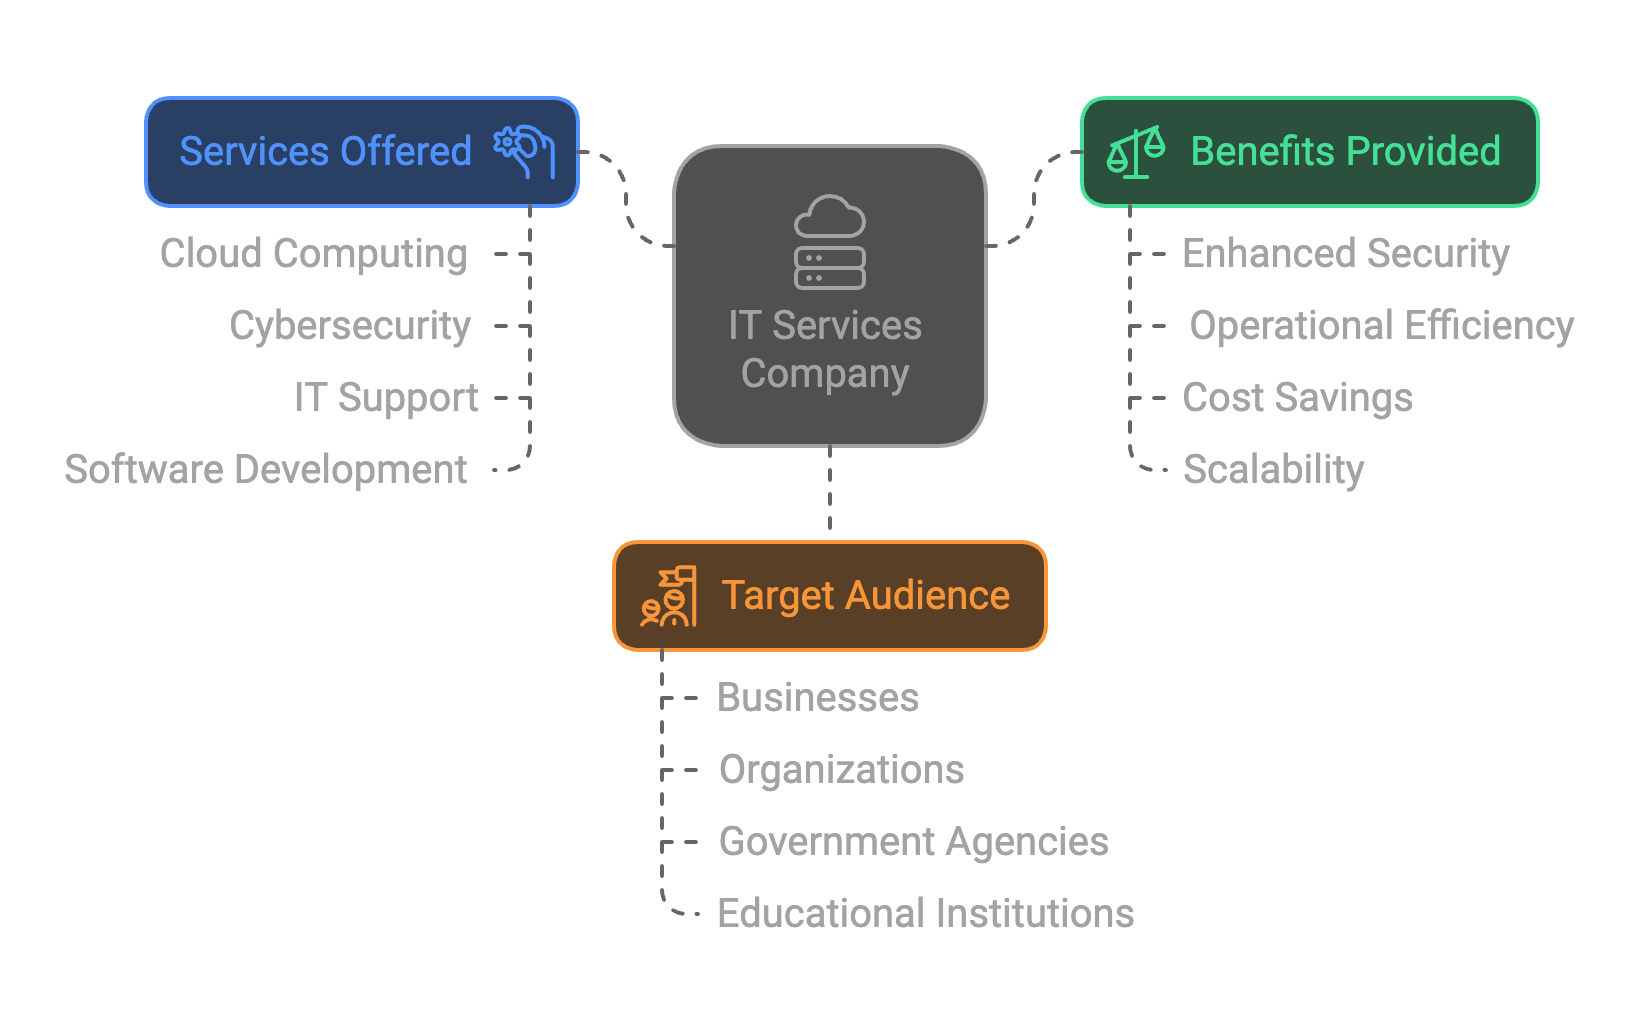 Services Offered
Cloud Computing
Cybersecurity
IT Support
Software Development
IT Services
Company
Benefits Provided
Enhanced Security
Operational Efficiency
Cost Savings
Scalability
Target Audience
Businesses
Organizations
Government Agencies
Educational Institutions